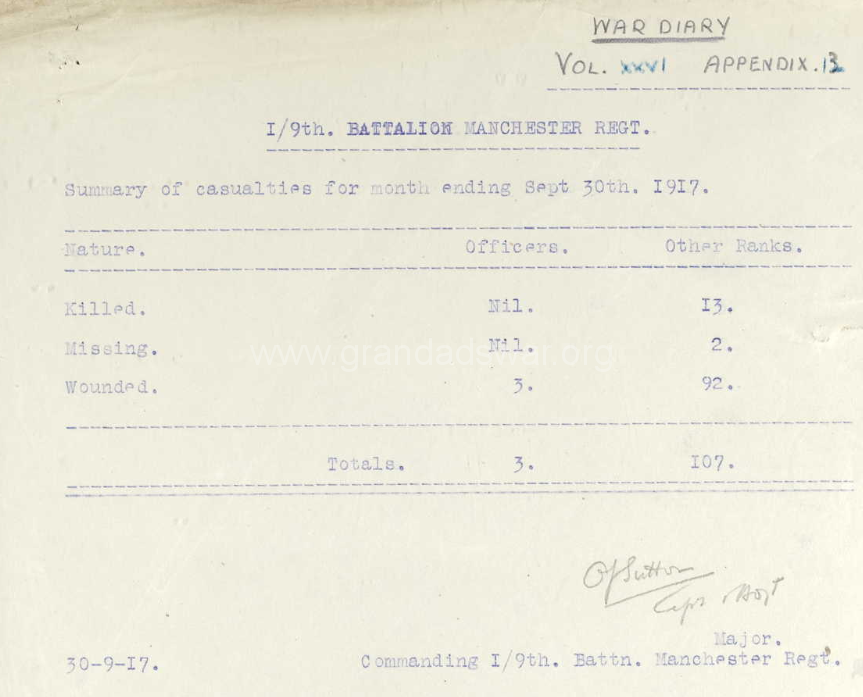 WAR DIARY
VOL. XXVI APPENDIX. 13
I/9th. BATTALION MANCHESTER REGT.
Summary of casualties for month ending Sept 30th. I9I7.
Nature. Officers. Other Ranks.
Killed. Nil. I3.
Missing. Nil. 2.
www.grandadswar.org
Wounded. 3. 92.
Totals. 3. I07.
OJSutton
Capt & Adjt
Major.
30-9-I7. Commanding I/9th. Battn. Manchester Regt.